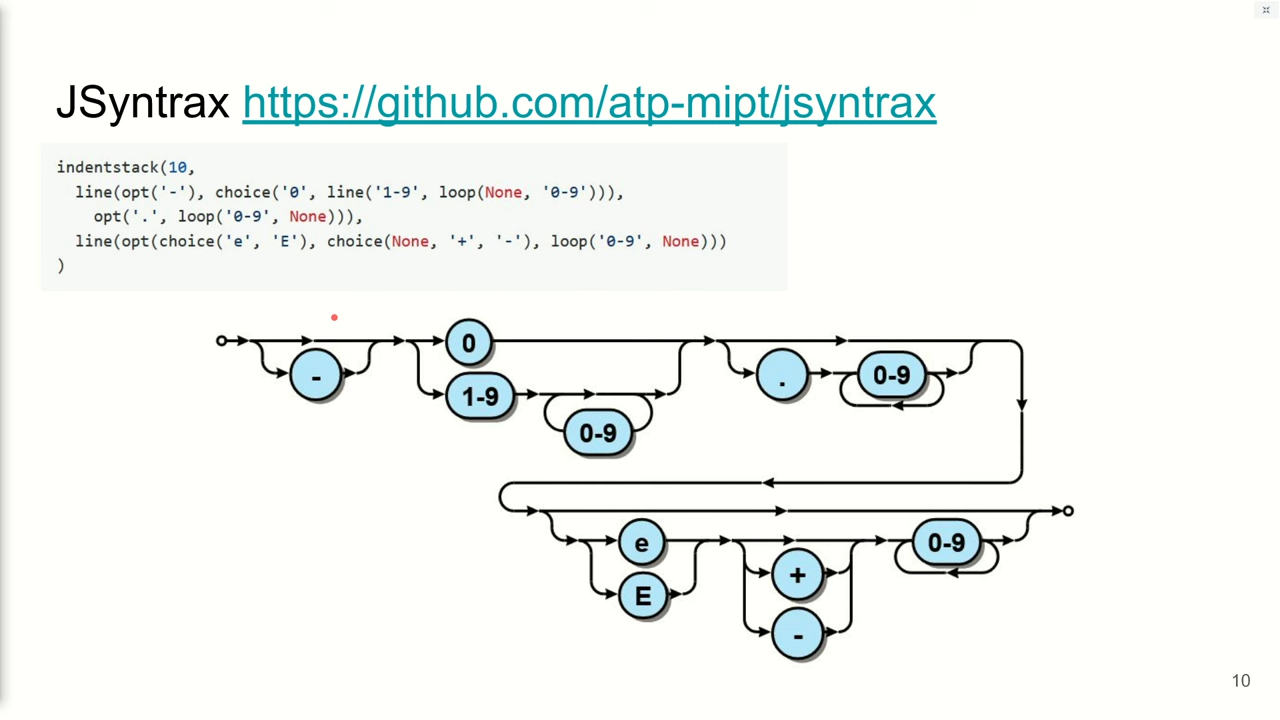 JSyntrax https://github.com/atp-mipt/jsyntrax
indentstack(10,
  line(opt('-'), choice('0', line('1-9', loop(None, '0-9'))),
    opt('.', loop('0-9', None))),
  line(opt(choice('e', 'E'), choice(None, '+', '-'), loop('0-9', None)))
)
0
-
.
0-9
1-9
0-9
e
0-9
+
E
-
10